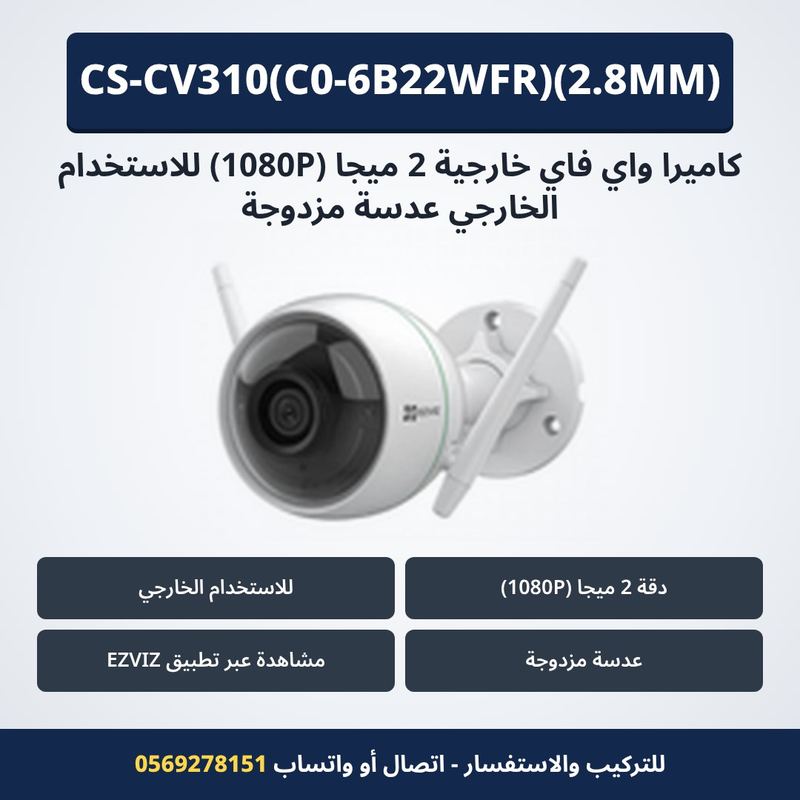 CS-CV310(C0-6B22WFR)(2.8MM)
كاميرا واي فاي خارجية 2 ميجا (1080P) للاستخدام
الخارجي عدسة مزدوجة
EZVIZ
دقة 2 ميجا (1080P)
للاستخدام الخارجي
عدسة مزدوجة
مشاهدة عبر تطبيق EZVIZ
للتركيب والاستفسار - اتصال أو واتساب 0569278151